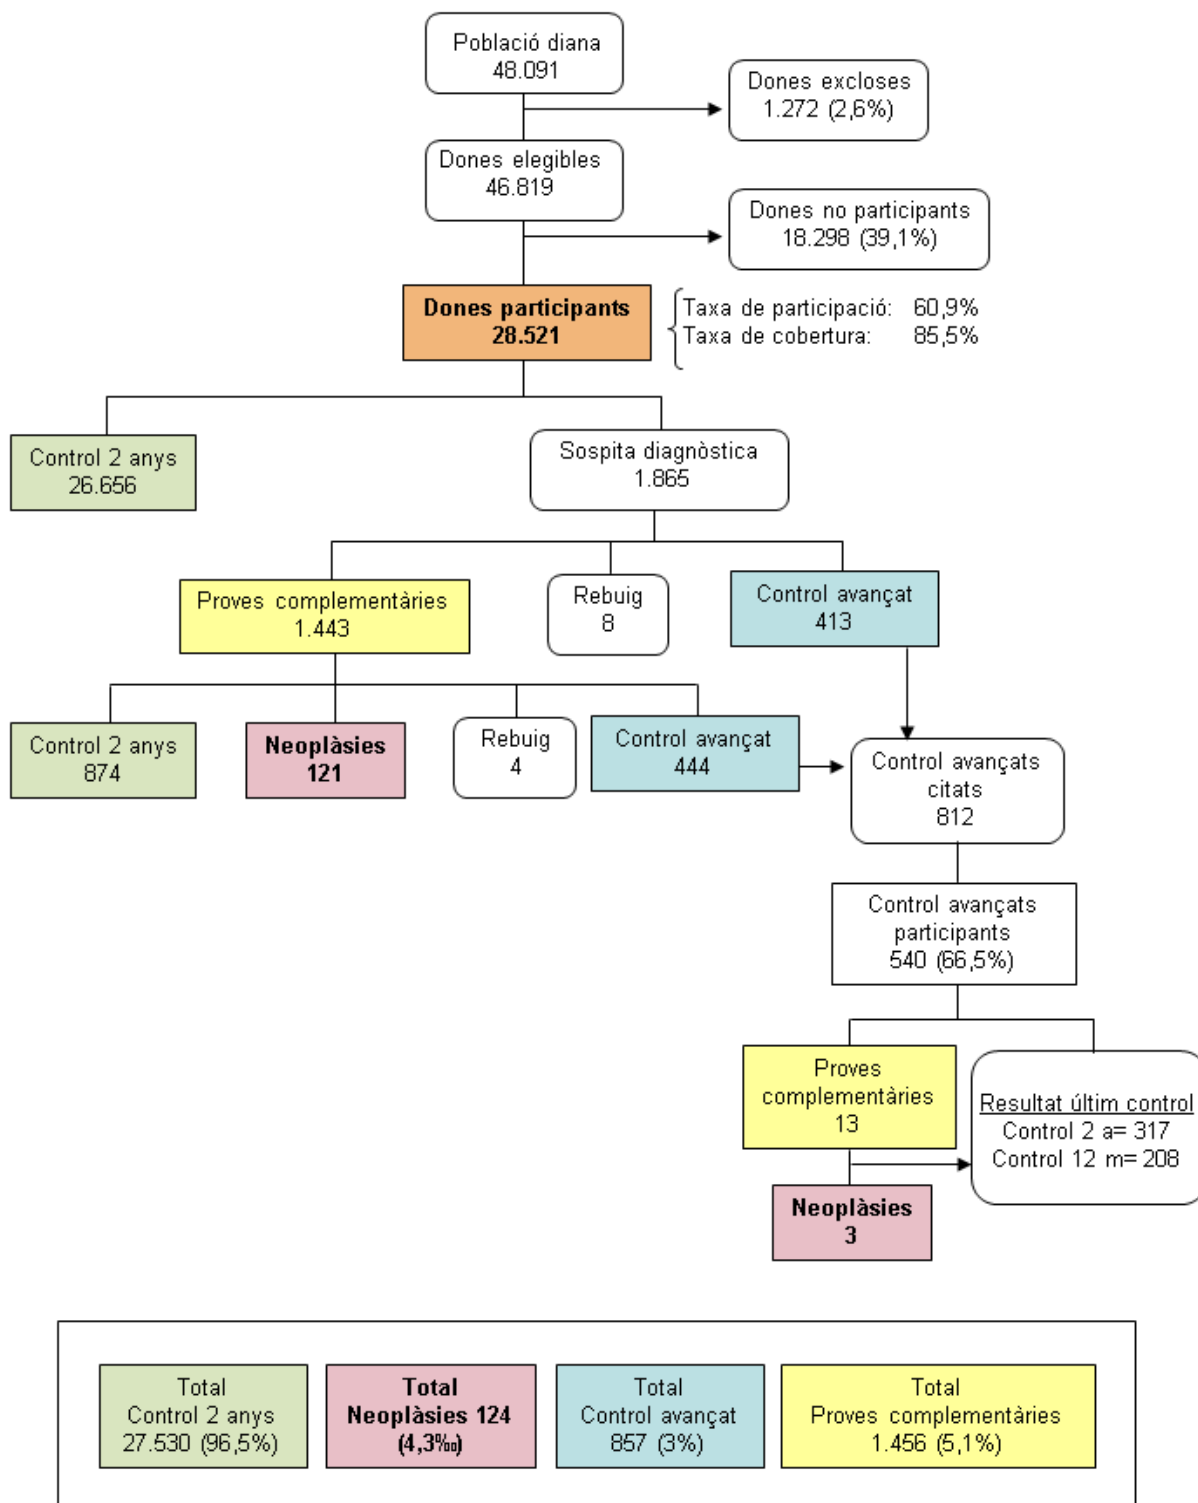 Població diana
48.091
Dones excloses
1.272 (2,6%)
Dones elegibles
46.819
Dones no participants
18.298 (39,1%)
Dones participants
28.521
Taxa de participació: 60,9%
Taxa de cobertura: 85,5%
Control 2 anys
26.656
Sospita diagnòstica
1.865
Proves complementàries
1.443
Rebuig
8
Control avançat
413
Control 2 anys
874
Neoplàsies
121
Rebuig
4
Control avançat
444
Control avançats
citats
812
Control avançats
participants
540 (66,5%)
Proves
complementàries
13
Resultat últim control
Control 2 a= 317
Control 12 m= 208
Neoplàsies
3
Total
Control 2 anys
27.530 (96,5%)
Total
Neoplàsies 124
(4,3‰)
Total
Control avançat
857 (3%)
Total
Proves complementàries
1.456 (5,1%)